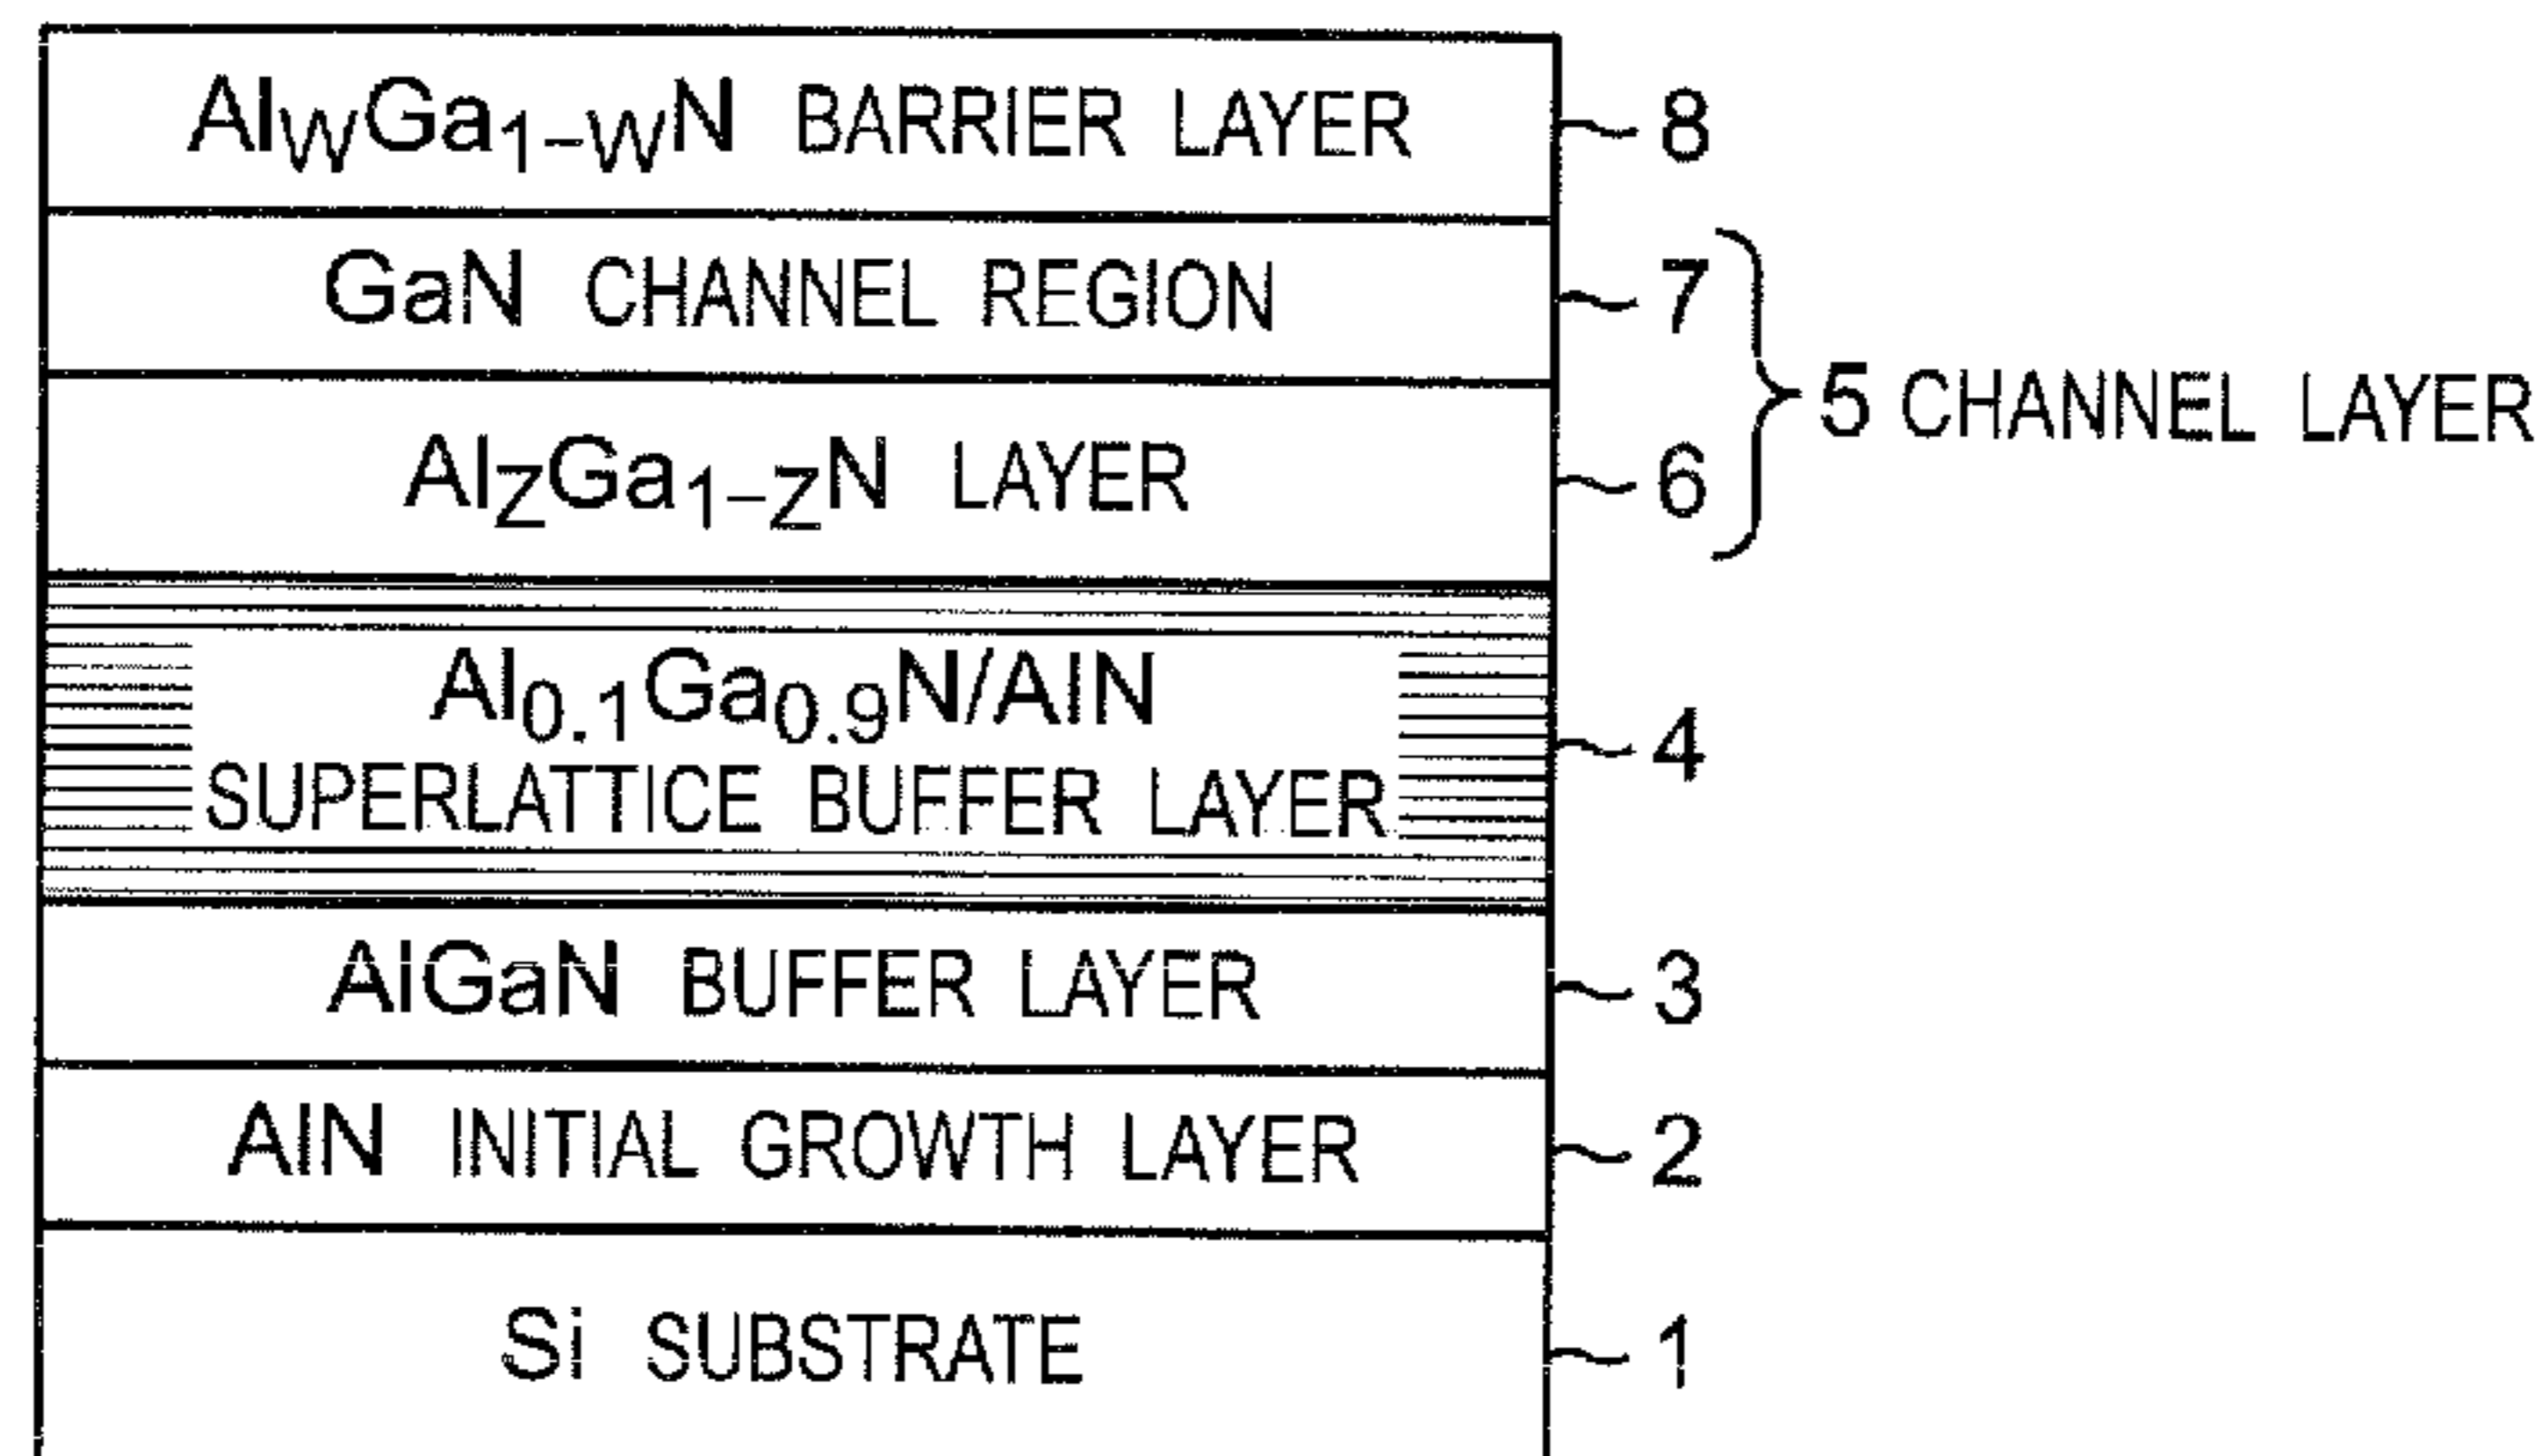 AlWGa1-WN BARRIER LAYER 8
GaN CHANNEL REGION 7
5 CHANNEL LAYER
AlZGa1-ZN LAYER 6
Al0.1Ga0.9N/AlN
SUPERLATTICE BUFFER LAYER 4
AlGaN BUFFER LAYER 3
AlN INITIAL GROWTH LAYER 2
Si SUBSTRATE 1